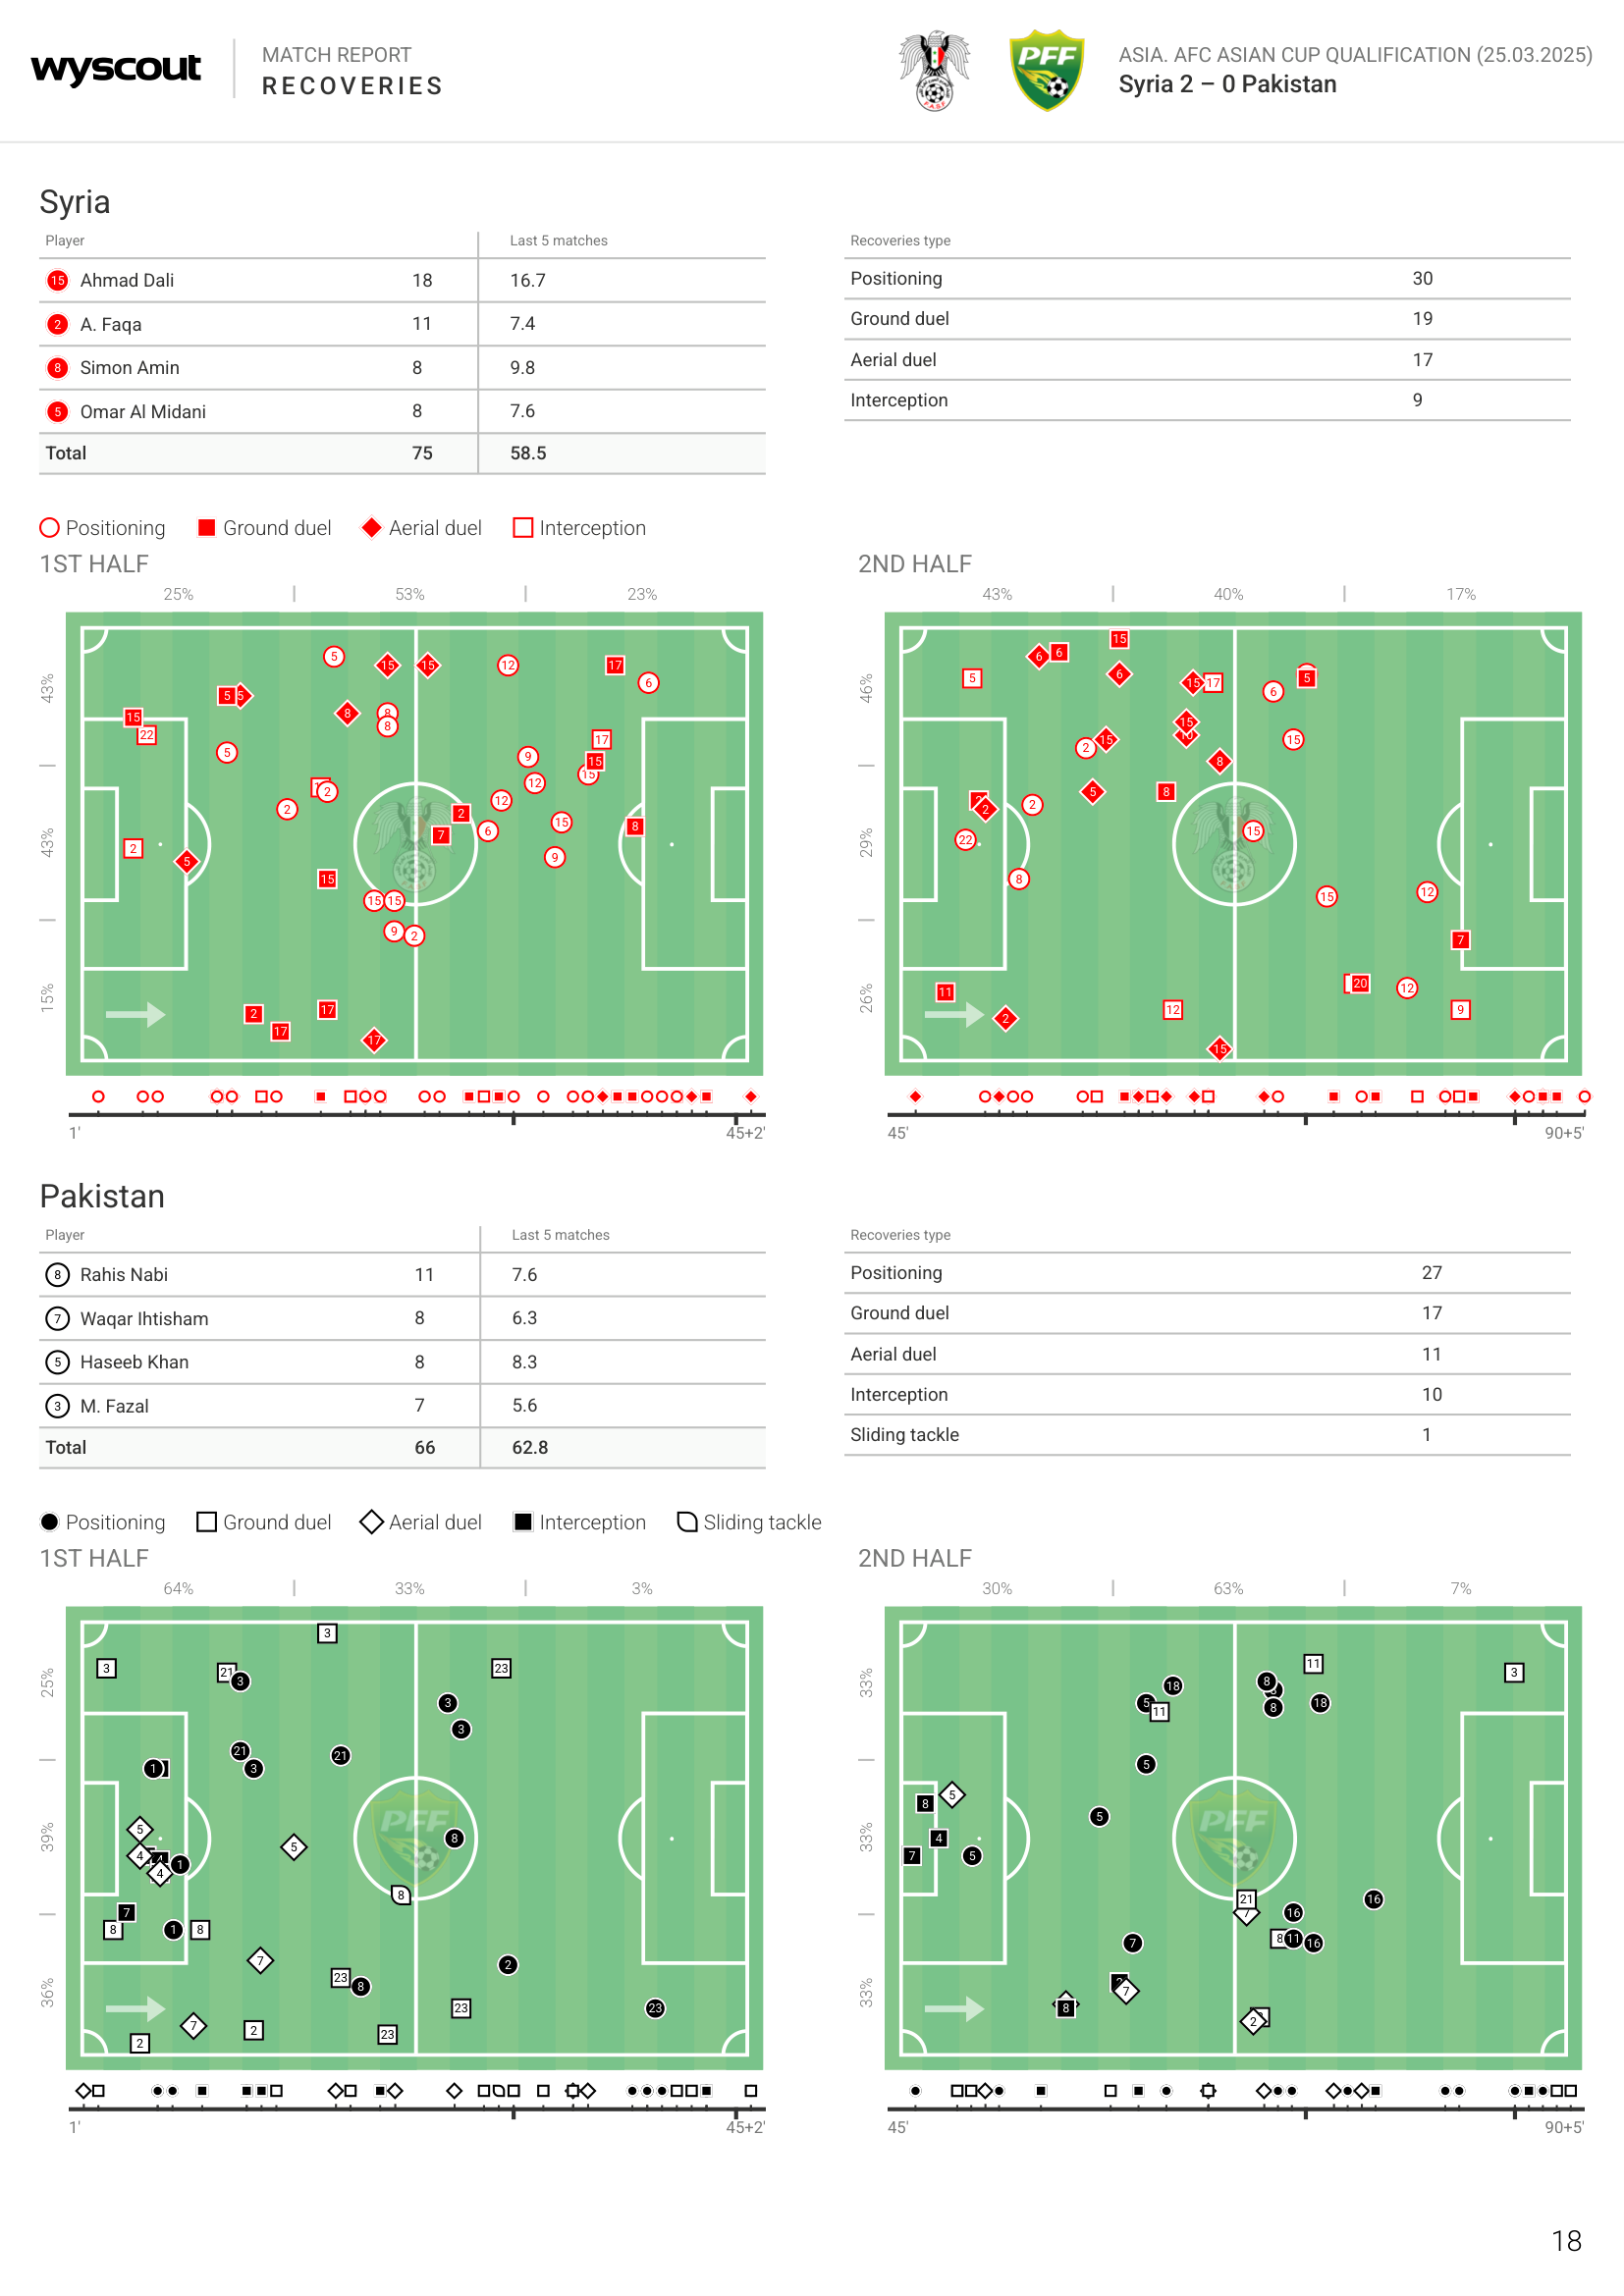 wyscout
MATCH REPORT
RECOVERIES
PFF
ASIA. AFC ASIAN CUP QUALIFICATION (25.03.2025)
Syria 2 – 0 Pakistan
Syria
Player Last 5 matches
15 Ahmad Dali 18 16.7
2 A. Faqa 11 7.4
8 Simon Amin 8 9.8
5 Omar Al Midani 8 7.6
Total 75 58.5
Recoveries type
Positioning 30
Ground duel 19
Aerial duel 17
Interception 9
Positioning Ground duel Aerial duel Interception
1ST HALF
25% 53% 23%
43%
43%
15%
1' 45+2'
2ND HALF
43% 40% 17%
46%
29%
26%
45' 90+5'
Pakistan
Player Last 5 matches
8 Rahis Nabi 11 7.6
7 Waqar Ihtisham 8 6.3
5 Haseeb Khan 8 8.3
3 M. Fazal 7 5.6
Total 66 62.8
Recoveries type
Positioning 27
Ground duel 17
Aerial duel 11
Interception 10
Sliding tackle 1
Positioning Ground duel Aerial duel Interception Sliding tackle
1ST HALF
64% 33% 3%
25%
39%
36%
PFF
1' 45+2'
2ND HALF
30% 63% 7%
33%
33%
33%
PFF
45' 90+5'
18